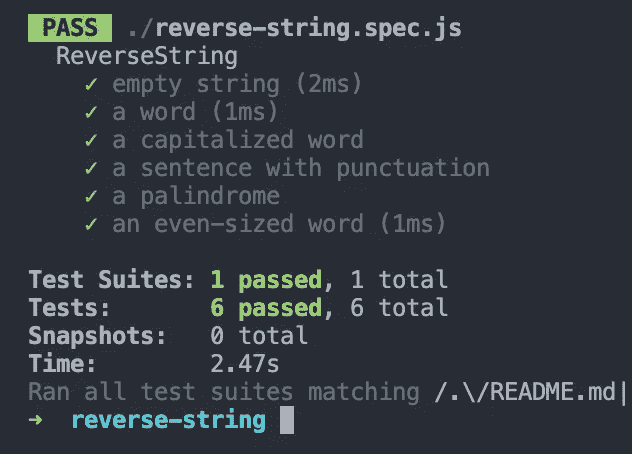 PASS ./reverse-string.spec.js
ReverseString
✓ empty string (2ms)
✓ a word (1ms)
✓ a capitalized word
✓ a sentence with punctuation
✓ a palindrome
✓ an even-sized word (1ms)
Test Suites: 1 passed, 1 total
Tests: 6 passed, 6 total
Snapshots: 0 total
Time: 2.47s
Ran all test suites matching /.\/README.md|
➜ reverse-string